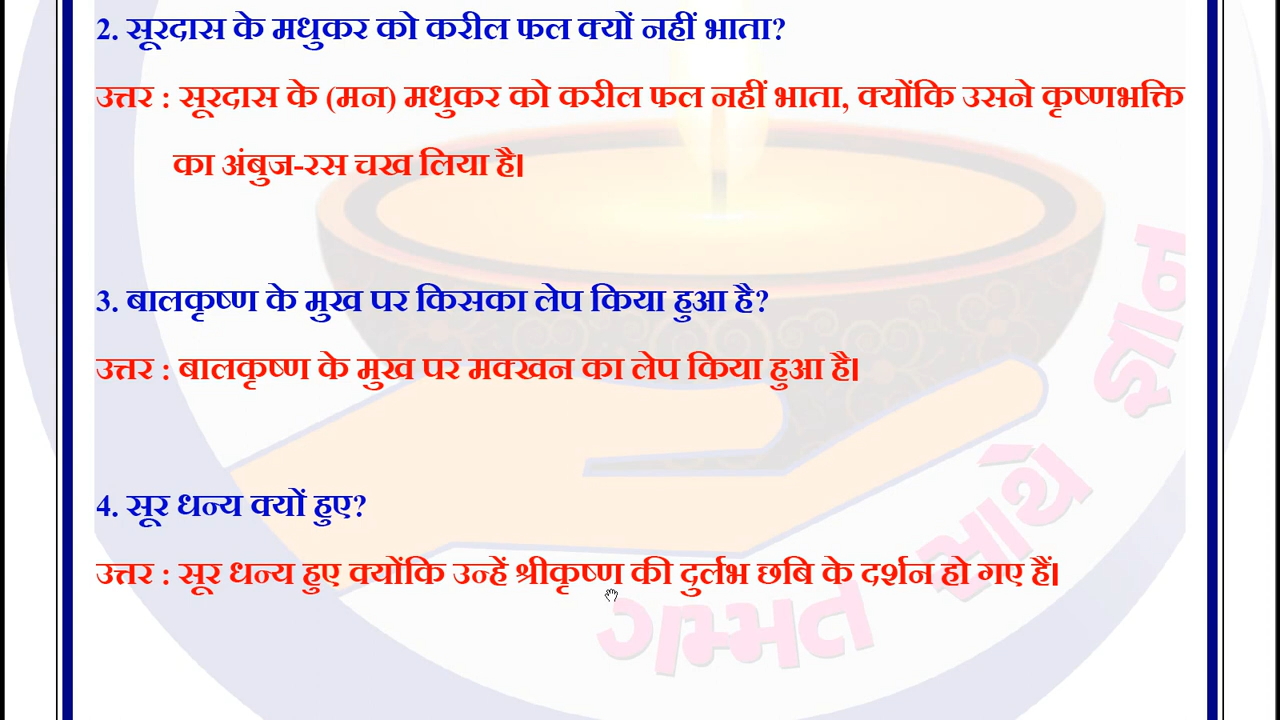 2. सूरदास के मधुकर को करील फल क्यों नहीं भाता?
उत्तर : सूरदास के (मन) मधुकर को करील फल नहीं भाता, क्योंकि उसने कृष्णभक्ति
का अंबुज-रस चख लिया है।
3. बालकृष्ण के मुख पर किसका लेप किया हुआ है?
उत्तर : बालकृष्ण के मुख पर मक्खन का लेप किया हुआ है।
4. सूर धन्य क्यों हुए?
उत्तर : सूर धन्य हुए क्योंकि उन्हें श्रीकृष्ण की दुर्लभ छबि के दर्शन हो गए हैं।
ગમ્મત સાથે જ્ઞાન